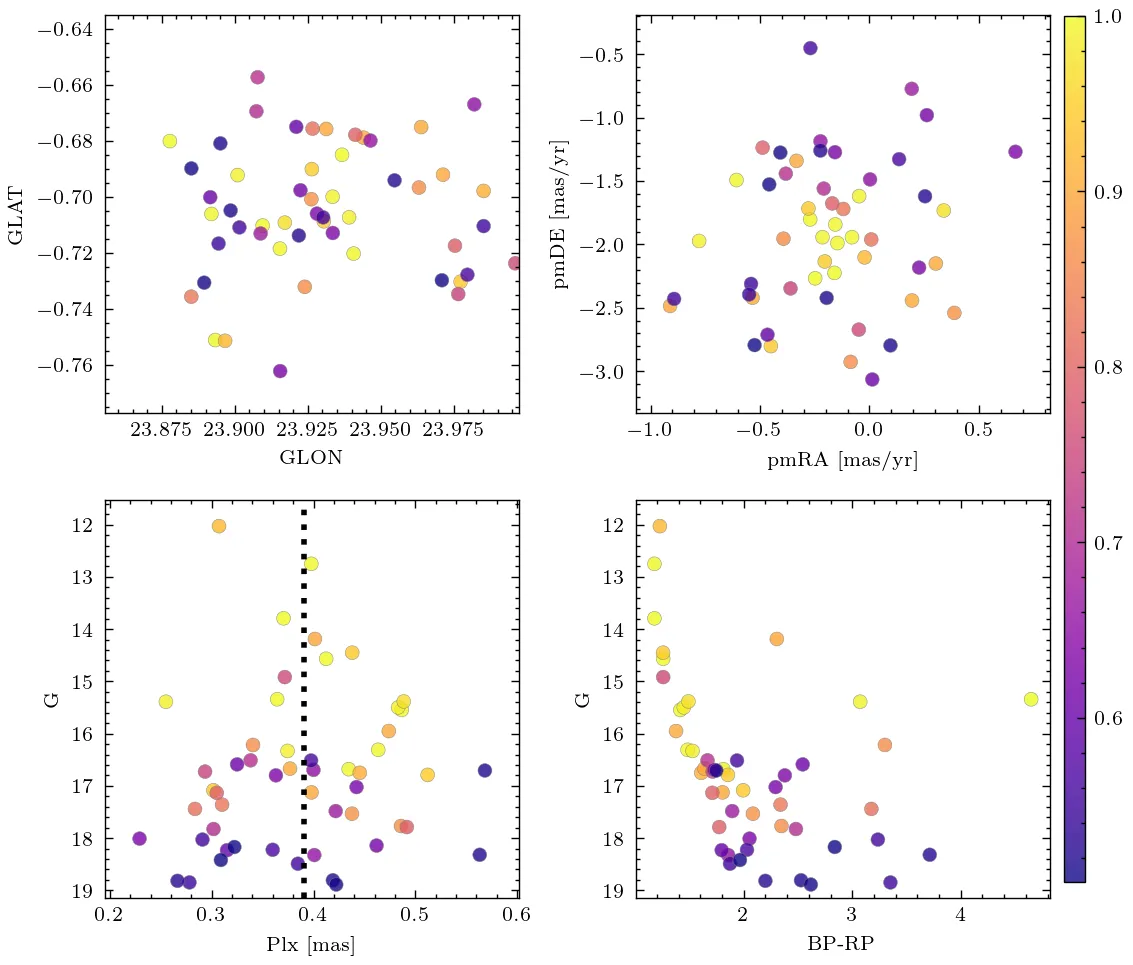 −0.64
−0.66
−0.68
−0.70
−0.72
−0.74
−0.76
GLAT
23.875 23.900 23.925 23.950 23.975
GLON
−0.5
−1.0
−1.5
−2.0
−2.5
−3.0
pmDE [mas/yr]
−1.0 −0.5 0.0 0.5
pmRA [mas/yr]
1.0
0.9
0.8
0.7
0.6
12
13
14
15
16
17
18
19
G
0.2 0.3 0.4 0.5 0.6
Plx [mas]
12
13
14
15
16
17
18
19
G
2 3 4
BP-RP